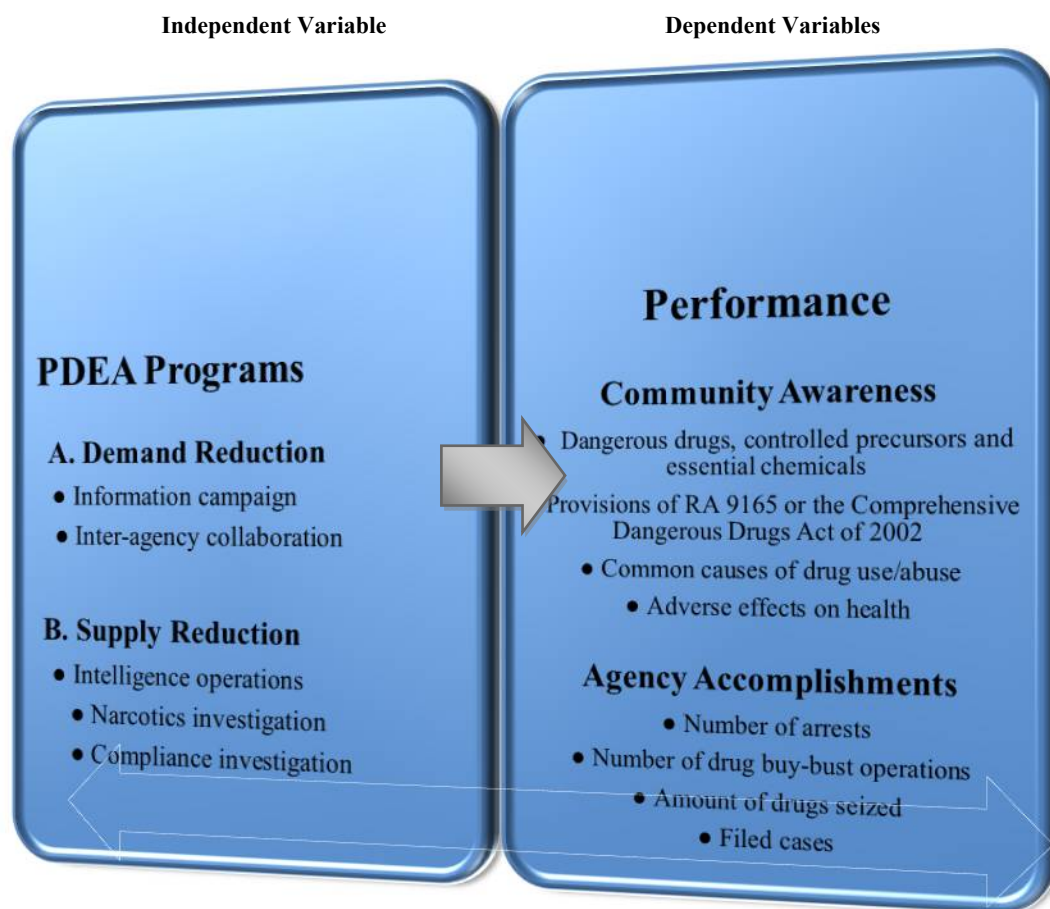 Independent Variable
Dependent Variables
PDEA Programs
A. Demand Reduction
● Information campaign
● Inter-agency collaboration
B. Supply Reduction
● Intelligence operations
● Narcotics investigation
● Compliance investigation
Performance
Community Awareness
● Dangerous drugs, controlled precursors and
essential chemicals
Provisions of RA 9165 or the Comprehensive
Dangerous Drugs Act of 2002
● Common causes of drug use/abuse
● Adverse effects on health
Agency Accomplishments
● Number of arrests
● Number of drug buy-bust operations
● Amount of drugs seized
● Filed cases